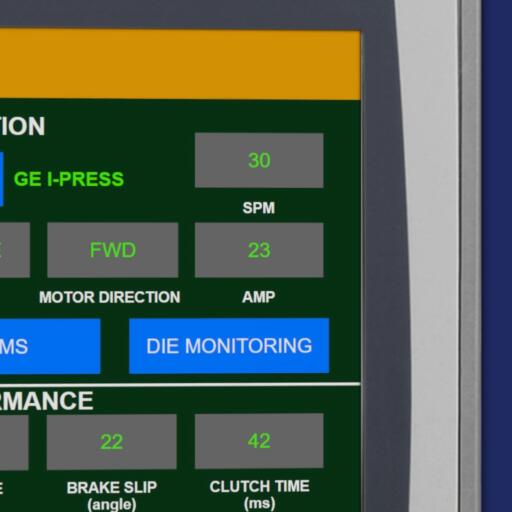 TION
30
GE I-PRESS
SPM
FWD
23
MOTOR DIRECTION
AMP
MS
DIE MONITORING
RMANCE
22
42
BRAKE SLIP
(angle)
CLUTCH TIME
(ms)